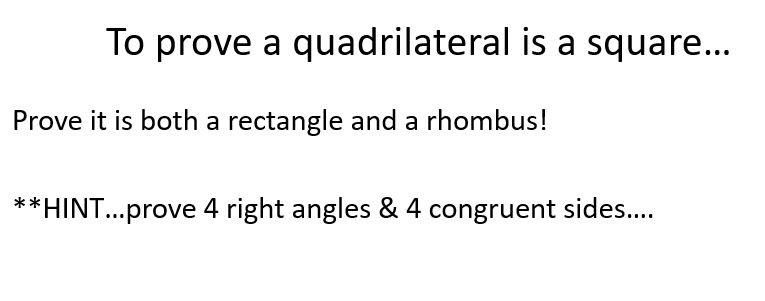 To prove a quadrilateral is a square…
Prove it is both a rectangle and a rhombus!
**HINT…prove 4 right angles & 4 congruent sides….